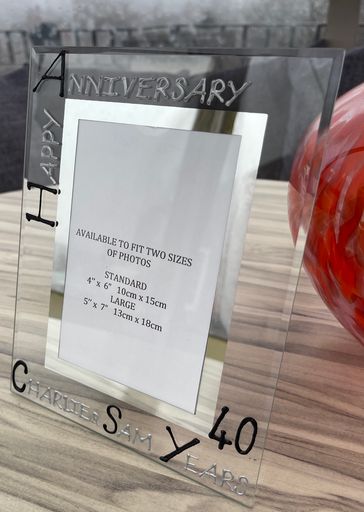 HAPPY
ANNIVERSARY
AVAILABLE TO FIT TWO SIZES
OF PHOTOS
STANDARD
4" x 6" 10cm x 15cm
LARGE
5" x 7" 13cm x 18cm
40
CHARLIE & SAM YEARS